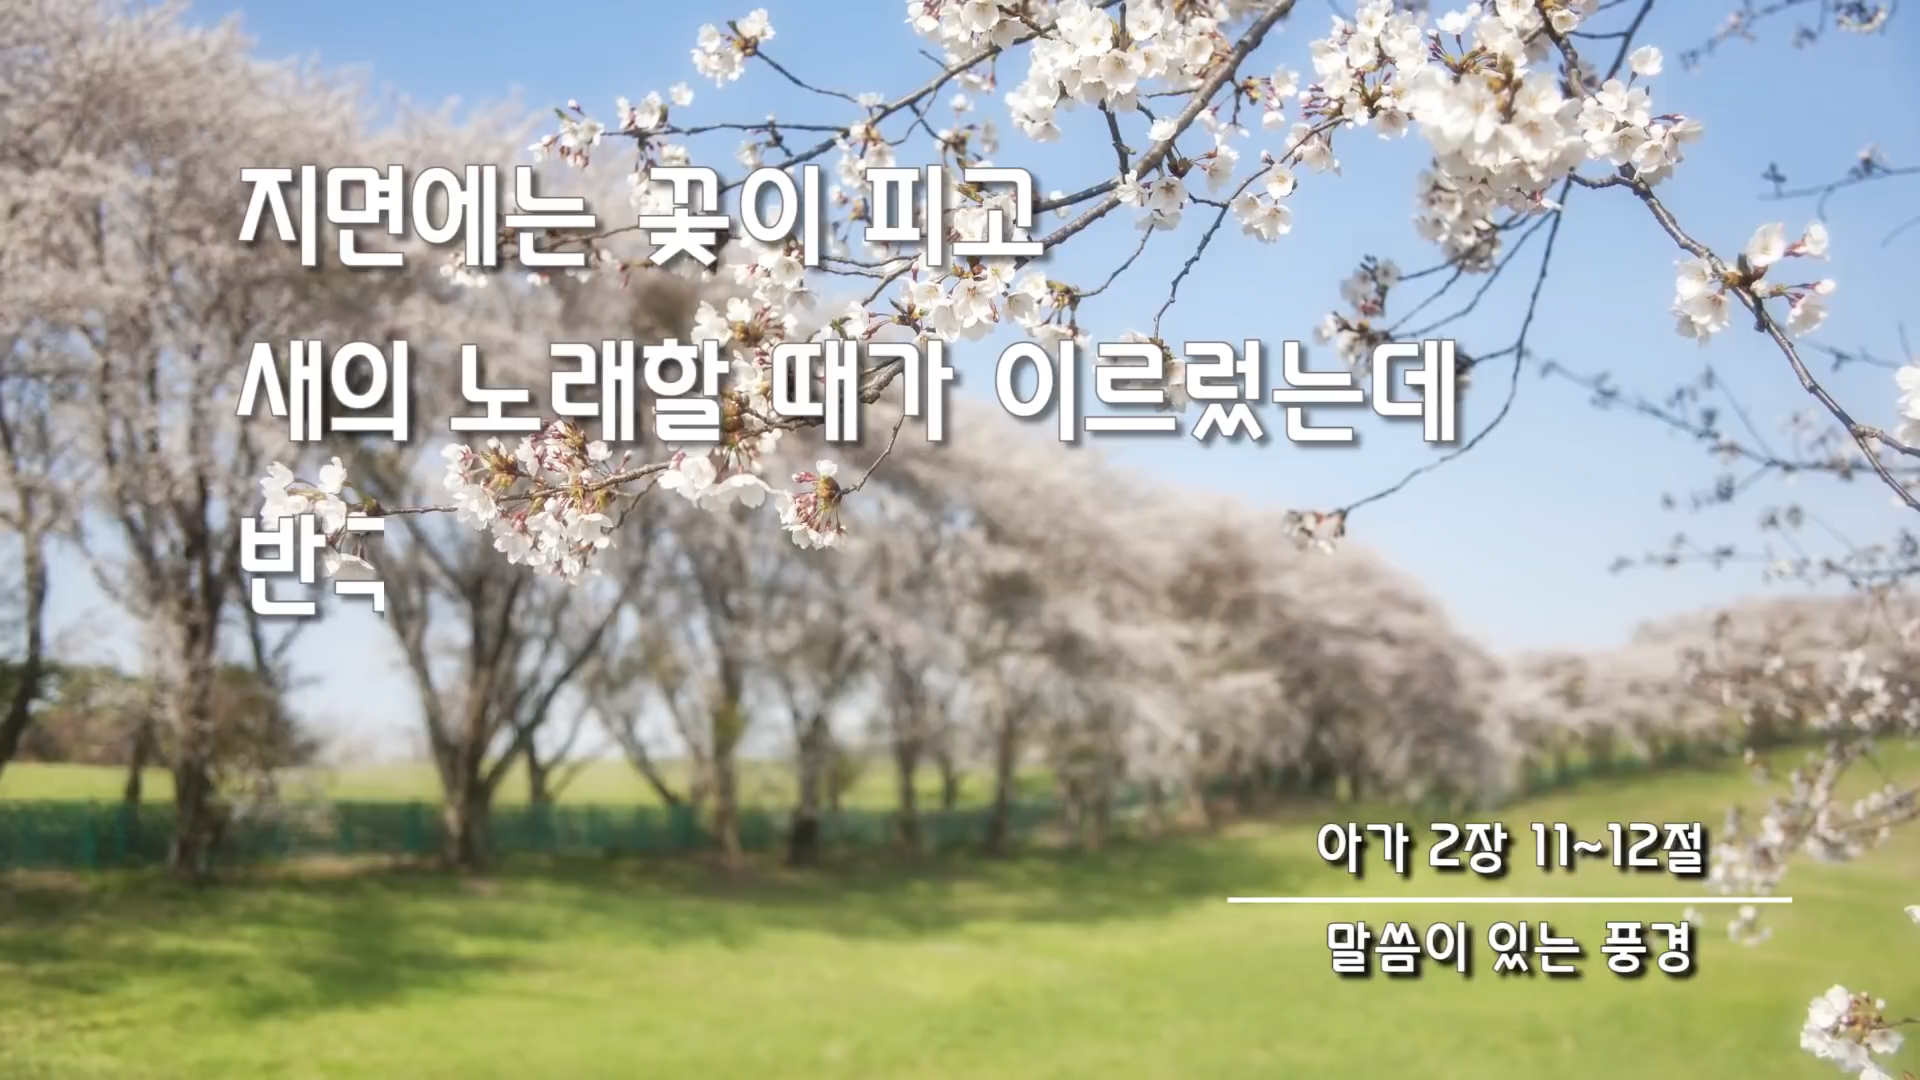 지면에는 꽃이 피고
새의 노래할 때가 이르렀는데
반
아가 2장 11~12절
말씀이 있는 풍경